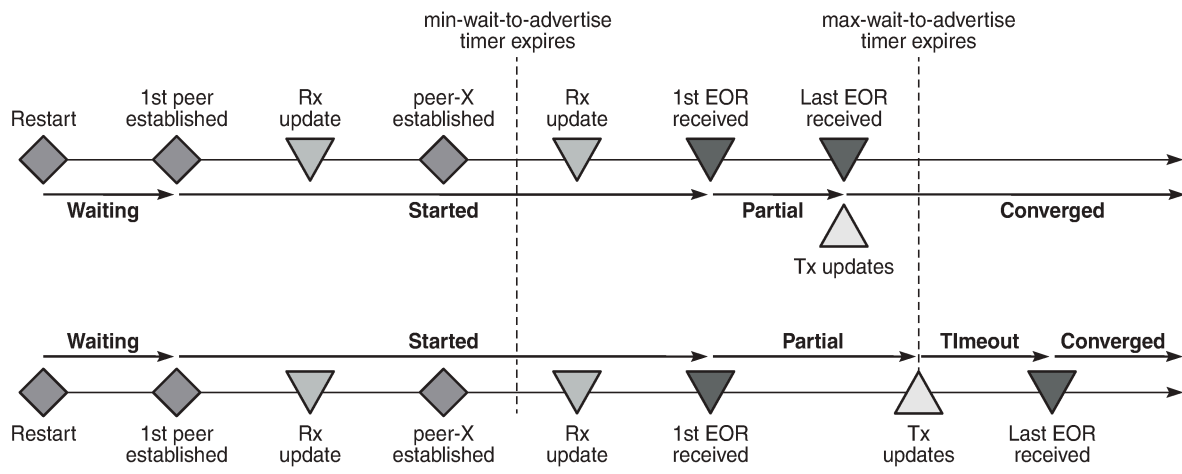 min-wait-to-advertise
timer expires
max-wait-to-advertise
timer expires
Restart
1st peer
established
Rx
update
peer-X
established
Rx
update
1st EOR
received
Last EOR
received
Waiting
Started
Partial
Converged
Tx updates
Waiting
Started
Partial
TImeout
Converged
Restart
1st peer
established
Rx
update
peer-X
established
Rx
update
1st EOR
received
Tx
updates
Last EOR
received